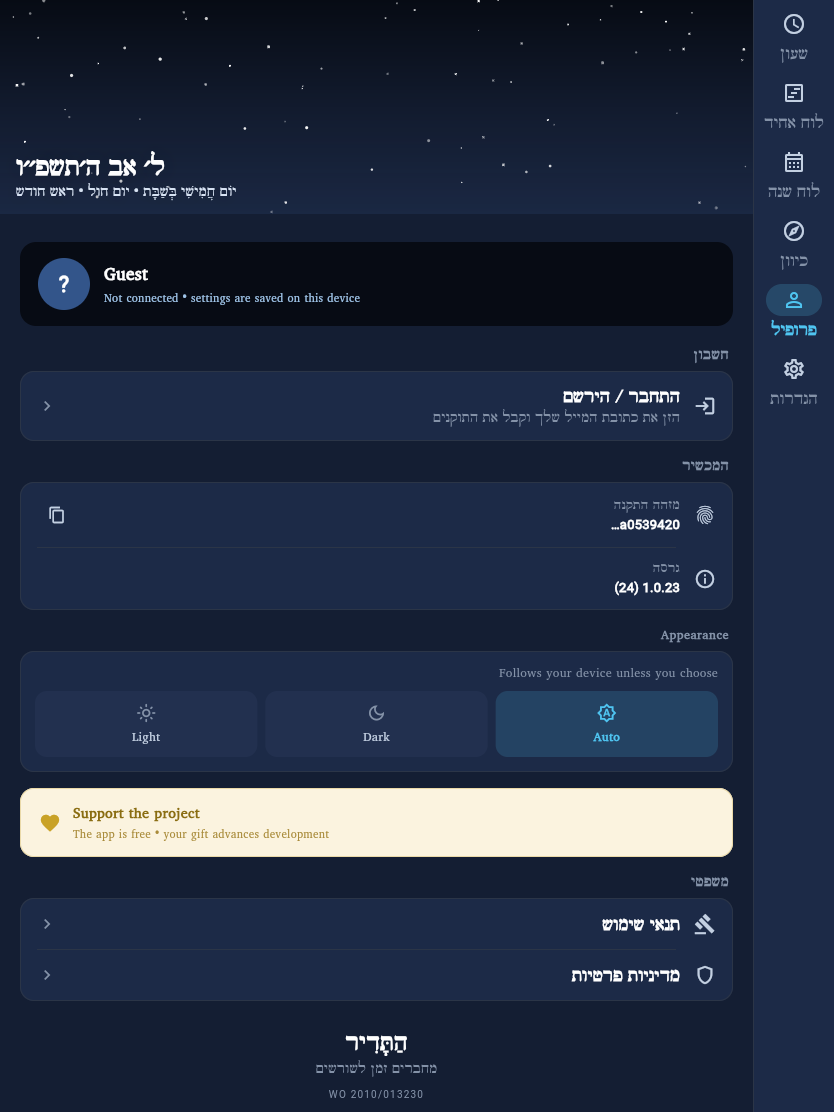 ל׳ אב ה׳תשפ״ו
יוֹם חֲמִישִׁי בְּשַׁבָּת • יום חול • ראש חודש
Guest
?
Not connected • settings are saved on this device
חשבון
התחבר / הירשם
הזן את כתובת המייל שלך וקבל את התוקנים
המכשיר
מזהה התקנה
a0539420…
גרסה
1.0.23 (24)
Appearance
Follows your device unless you choose
Light
Dark
A
Auto
Support the project
The app is free • your gift advances development
משפטי
תנאי שימוש
מדיניות פרטיות
הַתָּדִיר
מחברים זמן לשורשים
WO 2010/013230
שעון
לוח אחיד
לוח שנה
כיוון
פרופיל
הגדרות